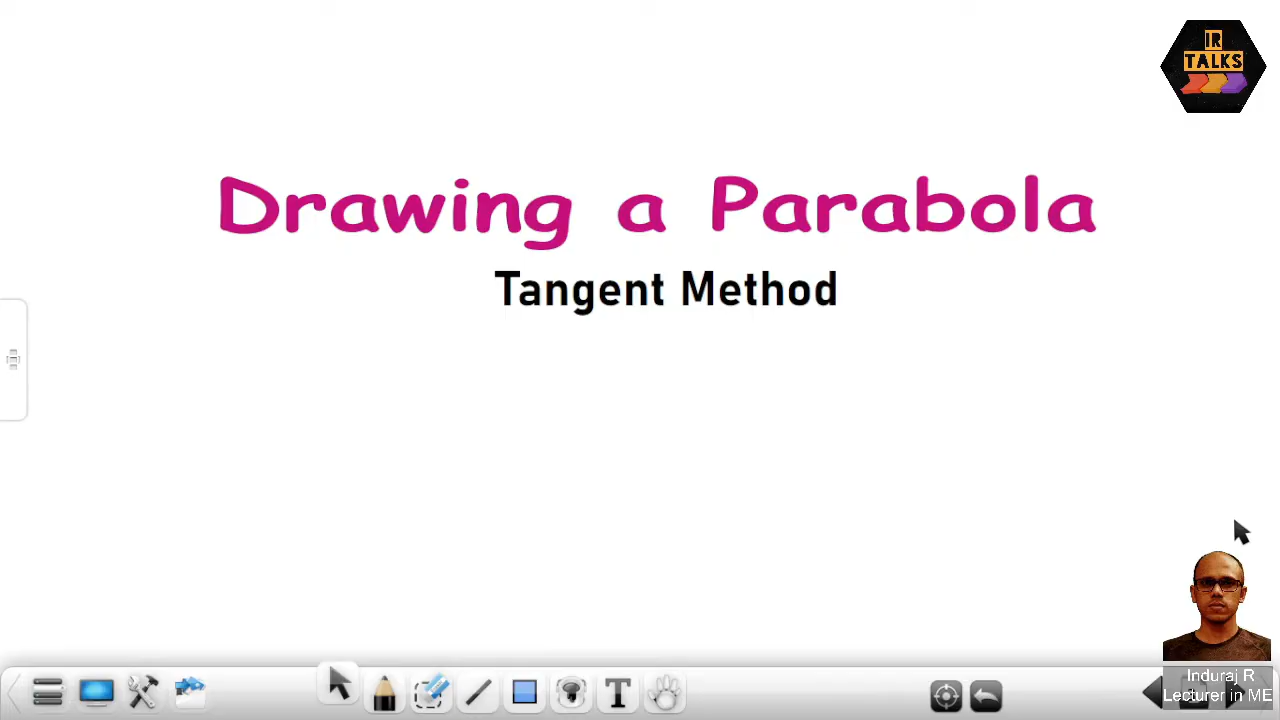 IR
TALKS
Drawing a Parabola
Tangent Method
T
Induraj R
Lecturer in ME